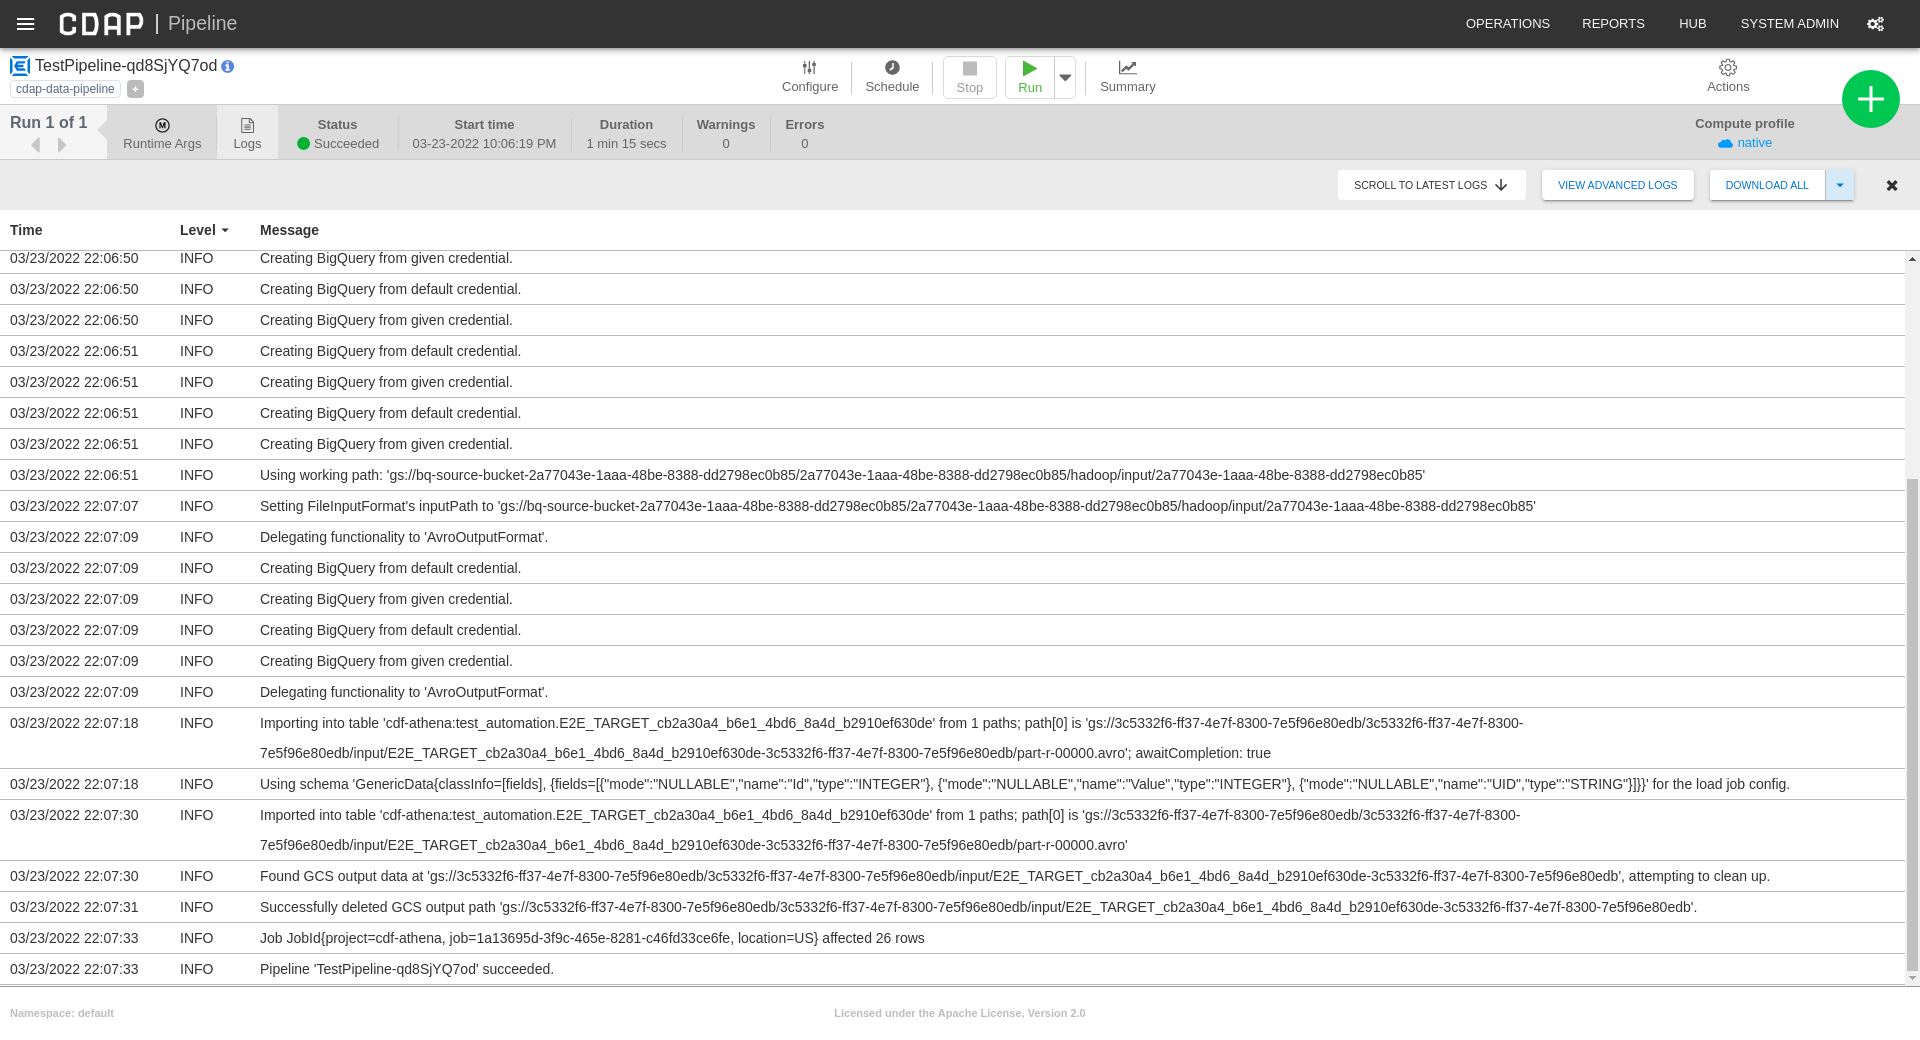 CDAP | Pipeline
OPERATIONS REPORTS HUB SYSTEM ADMIN
TestPipeline-qd8SjYQ7od
cdap-data-pipeline +
Configure Schedule Stop Run Summary Actions
Run 1 of 1
Runtime Args Logs
Status Start time Duration Warnings Errors Compute profile
Succeeded 03-23-2022 10:06:19 PM 1 min 15 secs 0 0 native
SCROLL TO LATEST LOGS VIEW ADVANCED LOGS DOWNLOAD ALL
Time Level Message
03/23/2022 22:06:50 INFO Creating BigQuery from given credential.
03/23/2022 22:06:50 INFO Creating BigQuery from default credential.
03/23/2022 22:06:50 INFO Creating BigQuery from given credential.
03/23/2022 22:06:51 INFO Creating BigQuery from default credential.
03/23/2022 22:06:51 INFO Creating BigQuery from given credential.
03/23/2022 22:06:51 INFO Creating BigQuery from default credential.
03/23/2022 22:06:51 INFO Creating BigQuery from given credential.
03/23/2022 22:06:51 INFO Using working path: 'gs://bq-source-bucket-2a77043e-1aaa-48be-8388-dd2798ec0b85/2a77043e-1aaa-48be-8388-dd2798ec0b85/hadoop/input/2a77043e-1aaa-48be-8388-dd2798ec0b85'
03/23/2022 22:07:07 INFO Setting FileInputFormat's inputPath to 'gs://bq-source-bucket-2a77043e-1aaa-48be-8388-dd2798ec0b85/2a77043e-1aaa-48be-8388-dd2798ec0b85/hadoop/input/2a77043e-1aaa-48be-8388-dd2798ec0b85'
03/23/2022 22:07:09 INFO Delegating functionality to 'AvroOutputFormat'.
03/23/2022 22:07:09 INFO Creating BigQuery from default credential.
03/23/2022 22:07:09 INFO Creating BigQuery from given credential.
03/23/2022 22:07:09 INFO Creating BigQuery from default credential.
03/23/2022 22:07:09 INFO Creating BigQuery from given credential.
03/23/2022 22:07:09 INFO Delegating functionality to 'AvroOutputFormat'.
03/23/2022 22:07:18 INFO Importing into table 'cdf-athena:test_automation.E2E_TARGET_cb2a30a4_b6e1_4bd6_8a4d_b2910ef630de' from 1 paths; path[0] is 'gs://3c5332f6-ff37-4e7f-8300-7e5f96e80edb/3c5332f6-ff37-4e7f-8300-
7e5f96e80edb/input/E2E_TARGET_cb2a30a4_b6e1_4bd6_8a4d_b2910ef630de-3c5332f6-ff37-4e7f-8300-7e5f96e80edb/part-r-00000.avro'; awaitCompletion: true
03/23/2022 22:07:18 INFO Using schema 'GenericData{classInfo=[fields], {fields=[{"mode":"NULLABLE","name":"Id","type":"INTEGER"}, {"mode":"NULLABLE","name":"Value","type":"INTEGER"}, {"mode":"NULLABLE","name":"UID","type":"STRING"}]}}' for the load job config.
03/23/2022 22:07:30 INFO Imported into table 'cdf-athena:test_automation.E2E_TARGET_cb2a30a4_b6e1_4bd6_8a4d_b2910ef630de' from 1 paths; path[0] is 'gs://3c5332f6-ff37-4e7f-8300-7e5f96e80edb/3c5332f6-ff37-4e7f-8300-
7e5f96e80edb/input/E2E_TARGET_cb2a30a4_b6e1_4bd6_8a4d_b2910ef630de-3c5332f6-ff37-4e7f-8300-7e5f96e80edb/part-r-00000.avro'
03/23/2022 22:07:30 INFO Found GCS output data at 'gs://3c5332f6-ff37-4e7f-8300-7e5f96e80edb/3c5332f6-ff37-4e7f-8300-7e5f96e80edb/input/E2E_TARGET_cb2a30a4_b6e1_4bd6_8a4d_b2910ef630de-3c5332f6-ff37-4e7f-8300-7e5f96e80edb', attempting to clean up.
03/23/2022 22:07:31 INFO Successfully deleted GCS output path 'gs://3c5332f6-ff37-4e7f-8300-7e5f96e80edb/3c5332f6-ff37-4e7f-8300-7e5f96e80edb/input/E2E_TARGET_cb2a30a4_b6e1_4bd6_8a4d_b2910ef630de-3c5332f6-ff37-4e7f-8300-7e5f96e80edb'.
03/23/2022 22:07:33 INFO Job JobId{project=cdf-athena, job=1a13695d-3f9c-465e-8281-c46fd33ce6fe, location=US} affected 26 rows
03/23/2022 22:07:33 INFO Pipeline 'TestPipeline-qd8SjYQ7od' succeeded.
Namespace: default Licensed under the Apache License, Version 2.0